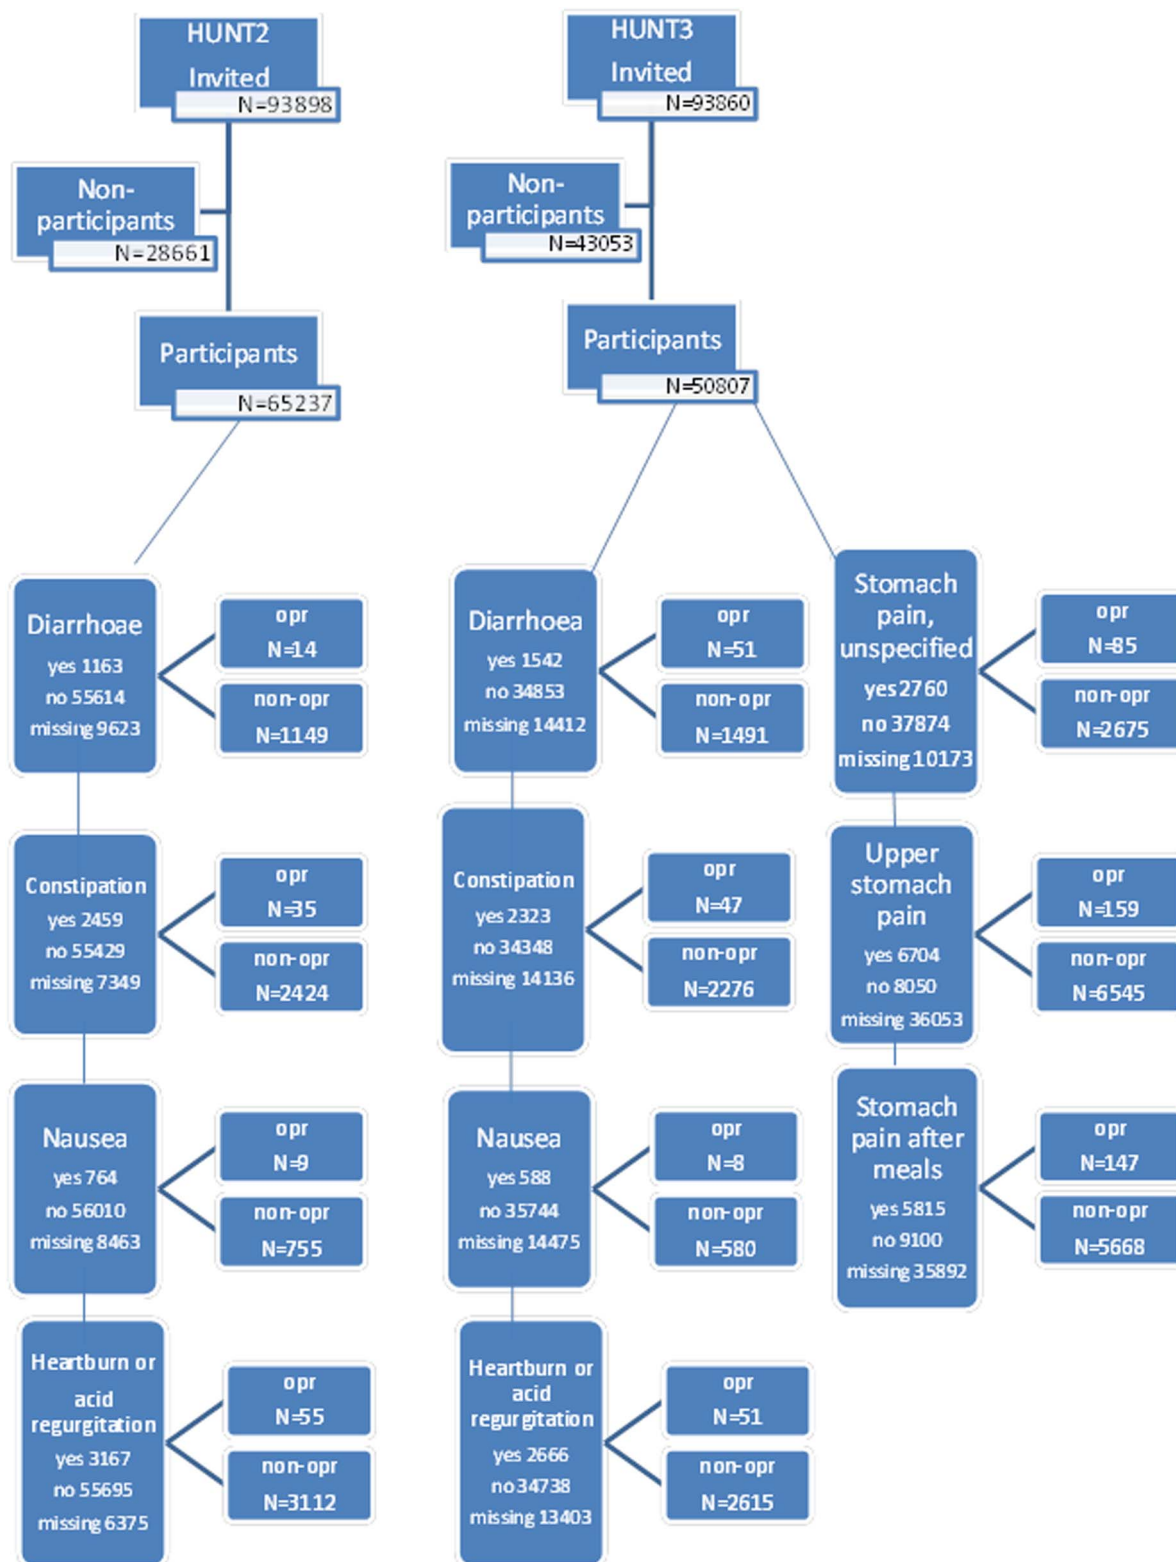 HUNT2
Invited
N=93898
Non-
participants
N=28661
Participants
N=65237
Diarrhoae
yes 1163
no 55614
missing 9623
opr
N=14
non-opr
N=1149
Constipation
yes 2459
no 55429
missing 7349
opr
N=35
non-opr
N=2424
Nausea
yes 764
no 56010
missing 8463
opr
N=9
non-opr
N=755
Heartburn or
acid
regurgitation
yes 3167
no 55695
missing 6375
opr
N=55
non-opr
N=3112
HUNT3
Invited
N=93860
Non-
participants
N=43053
Participants
N=50807
Diarrhoea
yes 1542
no 34853
missing 14412
opr
N=51
non-opr
N=1491
Constipation
yes 2323
no 34348
missing 14136
opr
N=47
non-opr
N=2276
Nausea
yes 588
no 35744
missing 14475
opr
N=8
non-opr
N=580
Heartburn or
acid
regurgitation
yes 2666
no 34738
missing 13403
opr
N=51
non-opr
N=2615
Stomach
pain,
unspecified
yes 2760
no 37874
missing 10173
opr
N=85
non-opr
N=2675
Upper
stomach
pain
yes 6704
no 8050
missing 36053
opr
N=159
non-opr
N=6545
Stomach
pain after
meals
yes 5815
no 9100
missing 35892
opr
N=147
non-opr
N=5668